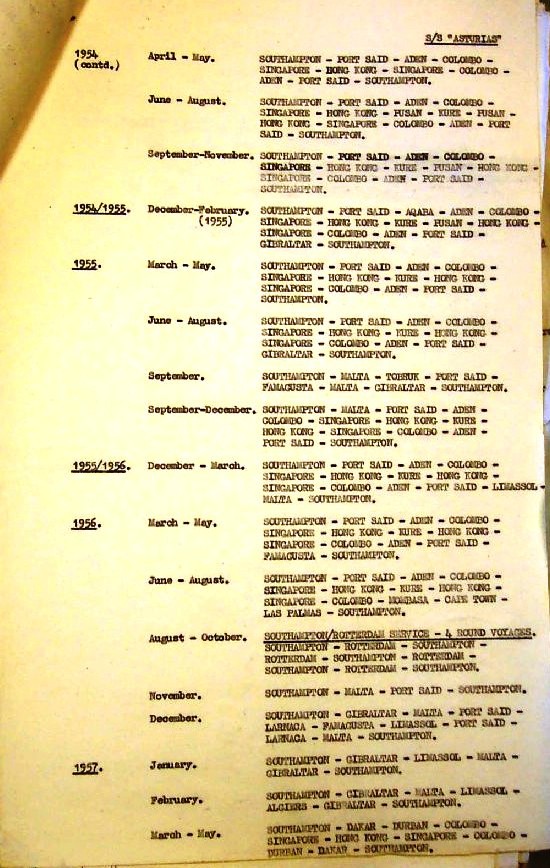 S/S "ASTURIAS"
1954 April - May. SOUTHAMPTON - PORT SAID - ADEN - COLOMBO -
(contd.) SINGAPORE - HONG KONG - SINGAPORE - COLOMBO -
ADEN - PORT SAID - SOUTHAMPTON.
June - August. SOUTHAMPTON - PORT SAID - ADEN - COLOMBO -
SINGAPORE - HONG KONG - PUSAN - KURE - PUSAN -
HONG KONG - SINGAPORE - COLOMBO - ADEN - PORT
SAID - SOUTHAMPTON.
September-November. SOUTHAMPTON - PORT SAID - ADEN - COLOMBO -
SINGAPORE - HONG KONG - KURE - PUSAN - HONG KONG -
SINGAPORE - COLOMBO - ADEN - PORT SAID -
SOUTHAMPTON.
1954/1955. December-February. SOUTHAMPTON - PORT SAID - AQABA - ADEN - COLOMBO -
(1955) SINGAPORE - HONG KONG - KURE - PUSAN - HONG KONG -
SINGAPORE - COLOMBO - ADEN - PORT SAID -
GIBRALTAR - SOUTHAMPTON.
1955. March - May. SOUTHAMPTON - PORT SAID - ADEN - COLOMBO -
SINGAPORE - HONG KONG - KURE - HONG KONG -
SINGAPORE - COLOMBO - ADEN - PORT SAID -
SOUTHAMPTON.
June - August. SOUTHAMPTON - PORT SAID - ADEN - COLOMBO -
SINGAPORE - HONG KONG - KURE - HONG KONG -
SINGAPORE - COLOMBO - ADEN - PORT SAID -
GIBRALTAR - SOUTHAMPTON.
September. SOUTHAMPTON - MALTA - TOBRUK - PORT SAID -
FAMAGUSTA - MALTA - GIBRALTAR - SOUTHAMPTON.
September-December. SOUTHAMPTON - MALTA - PORT SAID - ADEN -
COLOMBO - SINGAPORE - HONG KONG - KURE -
HONG KONG - SINGAPORE - COLOMBO - ADEN -
PORT SAID - SOUTHAMPTON.
1955/1956. December - March. SOUTHAMPTON - PORT SAID - ADEN - COLOMBO -
SINGAPORE - HONG KONG - KURE - HONG KONG -
SINGAPORE - COLOMBO - ADEN - PORT SAID - LIMASSOL -
MALTA - SOUTHAMPTON.
1956. March - May. SOUTHAMPTON - PORT SAID - ADEN - COLOMBO -
SINGAPORE - HONG KONG - KURE - HONG KONG -
SINGAPORE - COLOMBO - ADEN - PORT SAID -
FAMAGUSTA - SOUTHAMPTON.
June - August. SOUTHAMPTON - PORT SAID - ADEN - COLOMBO -
SINGAPORE - HONG KONG - KURE - HONG KONG -
SINGAPORE - COLOMBO - MOMBASA - CAPE TOWN -
LAS PALMAS - SOUTHAMPTON.
August - October. SOUTHAMPTON/ROTTERDAM SERVICE - 4 ROUND VOYAGES.
SOUTHAMPTON - ROTTERDAM - SOUTHAMPTON -
ROTTERDAM - SOUTHAMPTON - ROTTERDAM -
SOUTHAMPTON - ROTTERDAM - SOUTHAMPTON.
November. SOUTHAMPTON - MALTA - PORT SAID - SOUTHAMPTON.
December. SOUTHAMPTON - GIBRALTAR - MALTA - PORT SAID -
LARNACA - FAMAGUSTA - LIMASSOL - PORT SAID -
LARNACA - MALTA - SOUTHAMPTON.
1957. January. SOUTHAMPTON - GIBRALTAR - LIMASSOL - MALTA -
GIBRALTAR - SOUTHAMPTON.
February. SOUTHAMPTON - GIBRALTAR - MALTA - LIMASSOL -
ALGIERS - GIBRALTAR - SOUTHAMPTON.
March - May. SOUTHAMPTON - DAKAR - DURBAN - COLOMBO -
SINGAPORE - HONG KONG - SINGAPORE - COLOMBO -
DURBAN - DAKAR - SOUTHAMPTON.